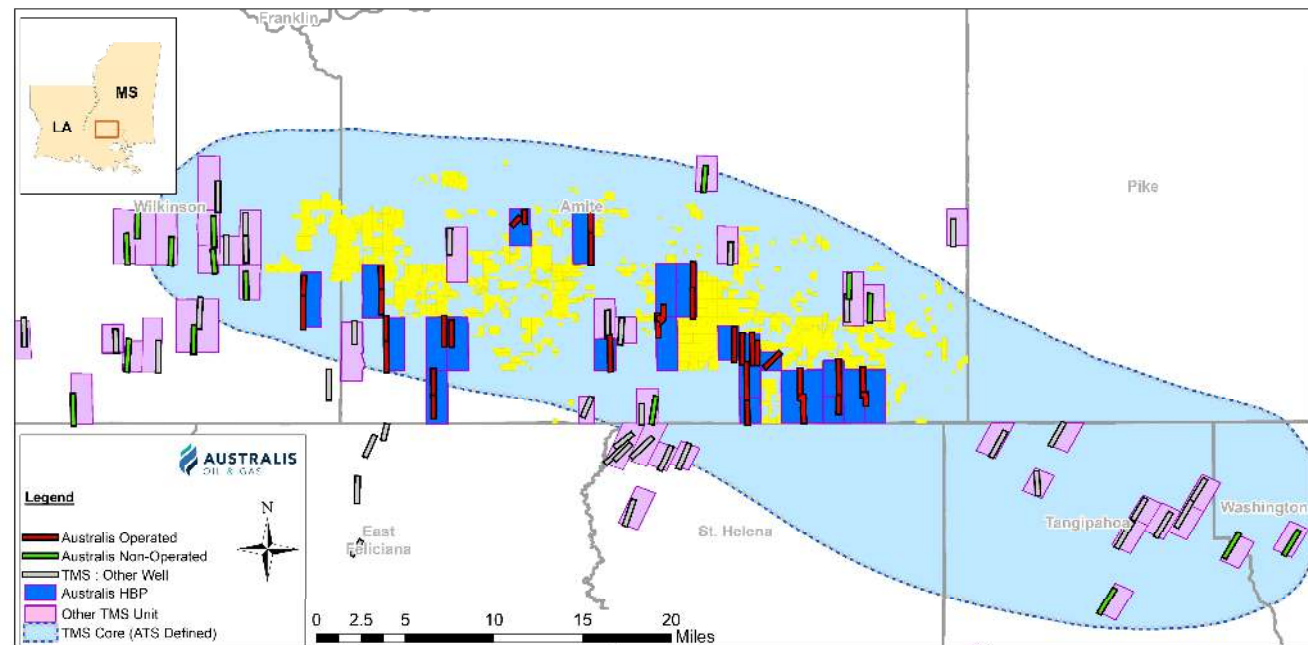 Franklin
MS
LA
Wilkinson
Amite
Pike
AUSTRALIS
OIL & GAS
Legend
N
Australis Operated
Australis Non-Operated
TMS : Other Well
Australis HBP
Other TMS Unit
TMS Core (ATS Defined)
East
Feliciana
St. Helena
Tangipahoa
Washington
0 2.5 5 10 15 20
Miles